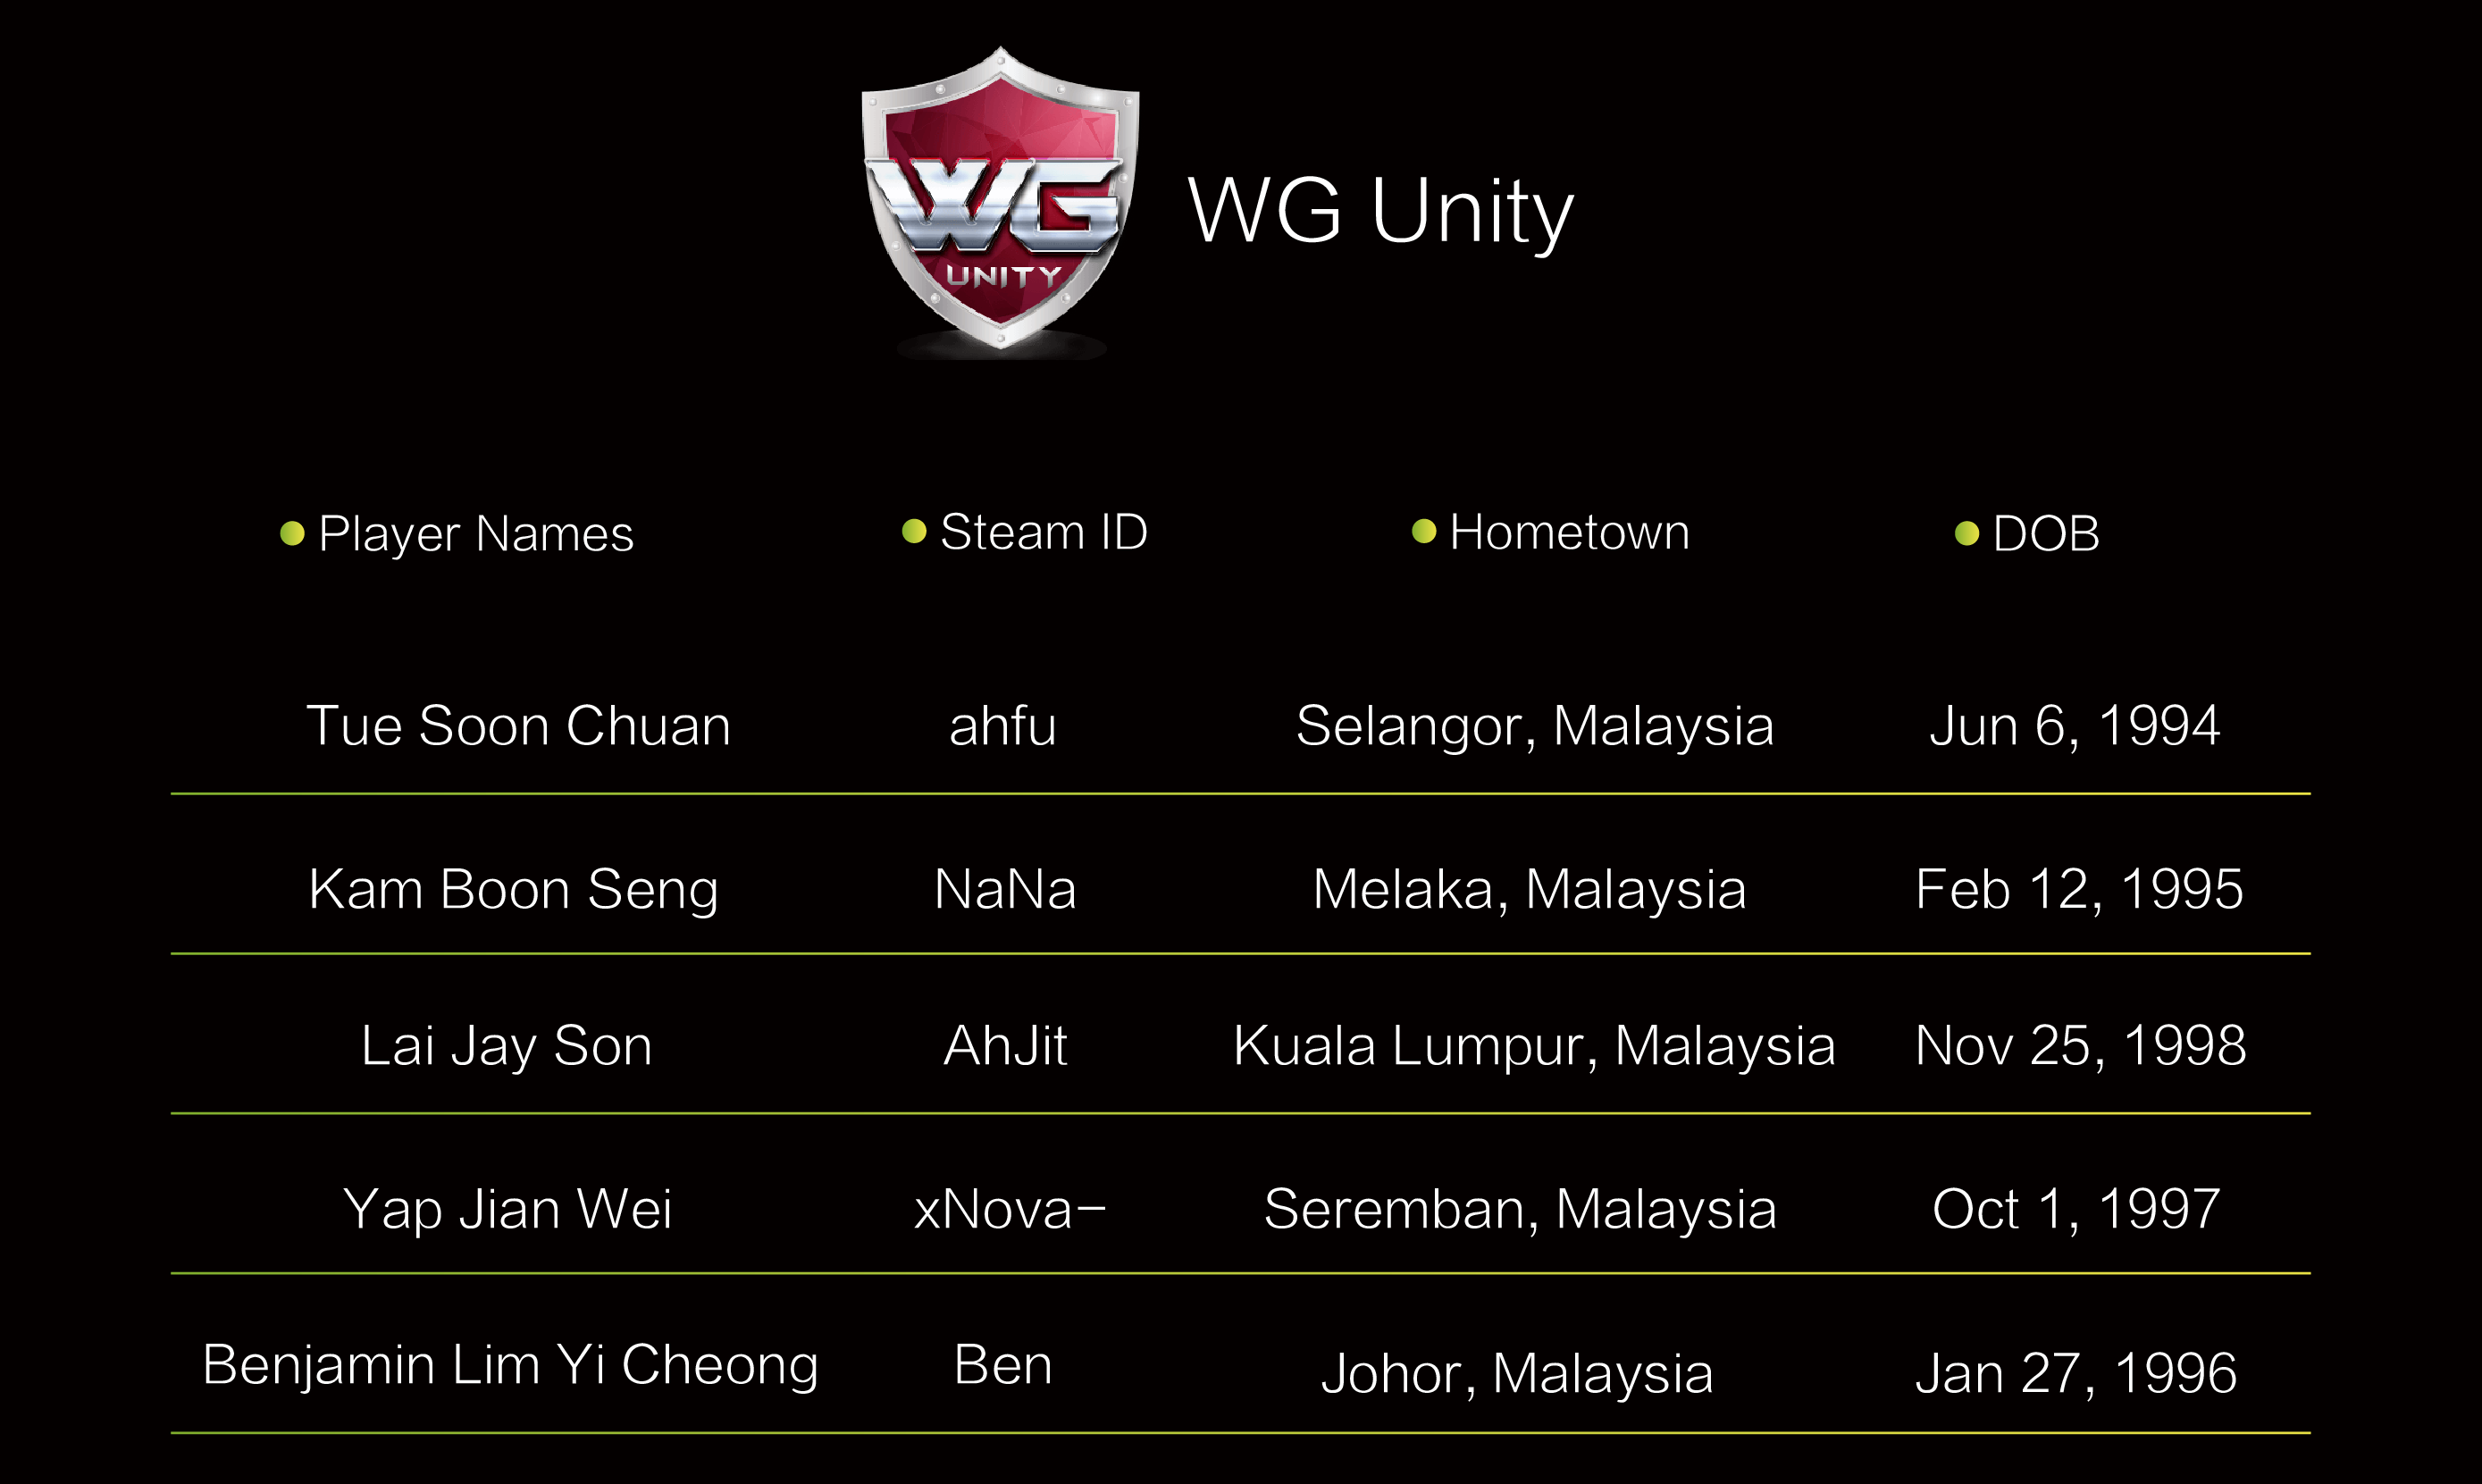 WG
UNITY
WG Unity
Player Names Steam ID Hometown DOB
Tue Soon Chuan ahfu Selangor, Malaysia Jun 6, 1994
Kam Boon Seng NaNa Melaka, Malaysia Feb 12, 1995
Lai Jay Son AhJit Kuala Lumpur, Malaysia Nov 25, 1998
Yap Jian Wei xNova- Seremban, Malaysia Oct 1, 1997
Benjamin Lim Yi Cheong Ben Johor, Malaysia Jan 27, 1996